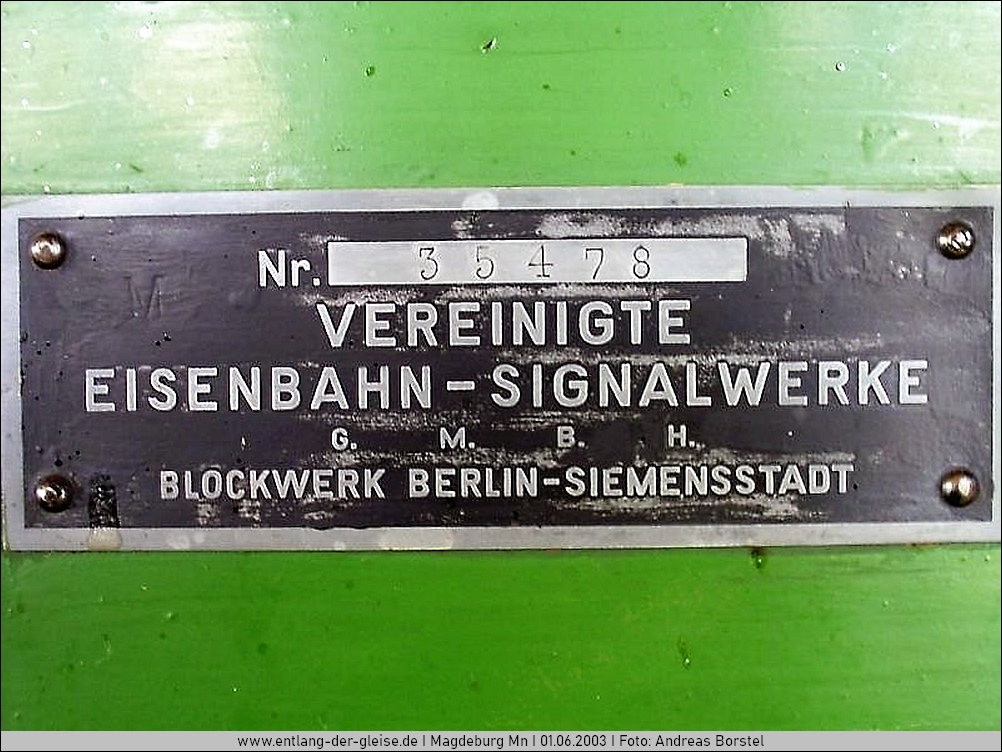 Nr. 35478
VEREINIGTE
EISENBAHN-SIGNALWERKE
G. M. B. H.
BLOCKWERK BERLIN-SIEMENSSTADT
www.entlang-der-gleise.de | Magdeburg Mn | 01.06.2003 | Foto: Andreas Borstel